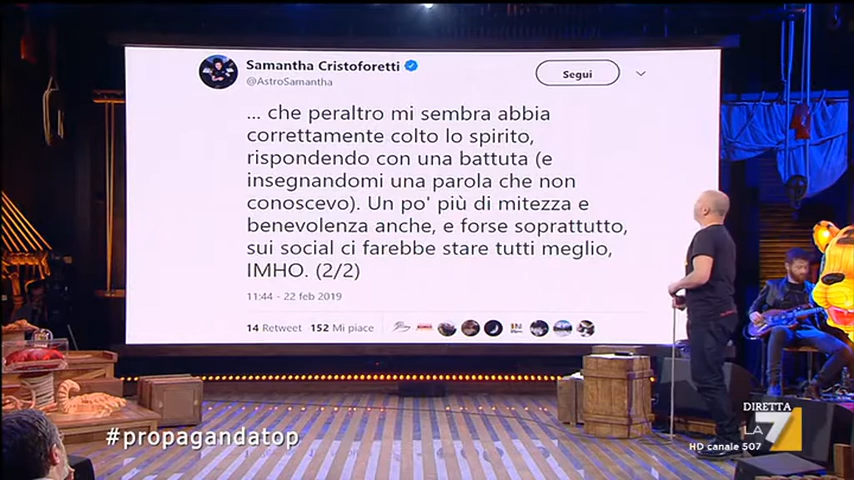 Samantha Cristoforetti
@AstroSamantha
Segui
... che peraltro mi sembra abbia
correttamente colto lo spirito,
rispondendo con una battuta (e
insegnandomi una parola che non
conoscevo). Un po' più di mitezza e
benevolenza anche, e forse soprattutto,
sui social ci farebbe stare tutti meglio,
IMHO. (2/2)
11:44 - 22 feb 2019
14 Retweet 152 Mi piace
#propagandatop
DIRETTA
LA 7
HD canale 507